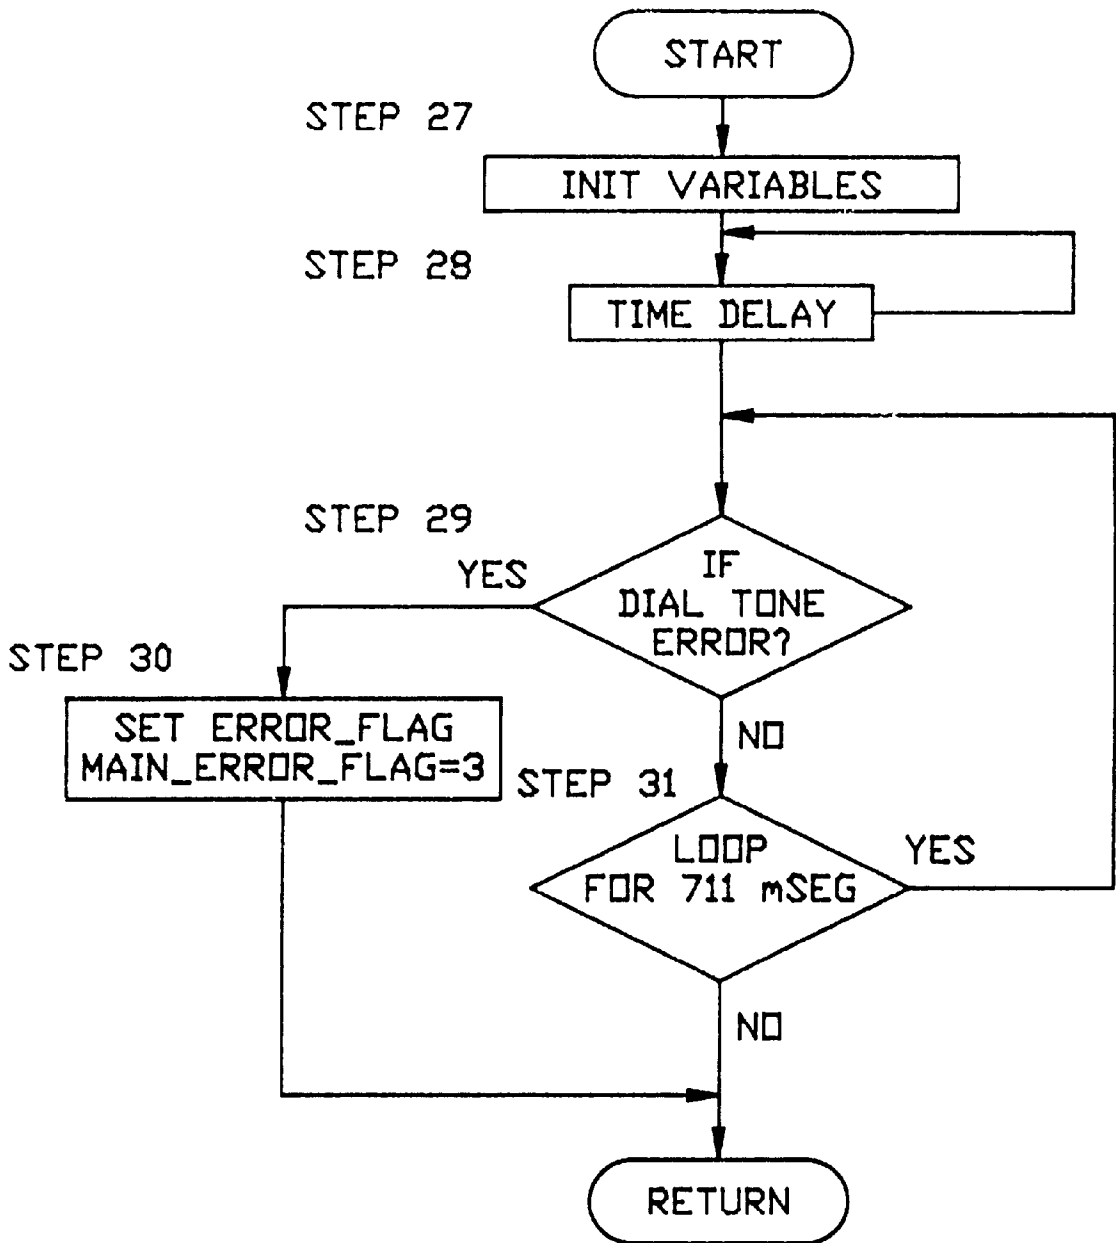 START
STEP 27
INIT VARIABLES
STEP 28
TIME DELAY
STEP 29
YES
IF
DIAL TONE
ERROR?
STEP 30
SET ERROR_FLAG
MAIN_ERROR_FLAG=3
NO
STEP 31
LOOP
FOR 711 mSEG
YES
NO
RETURN